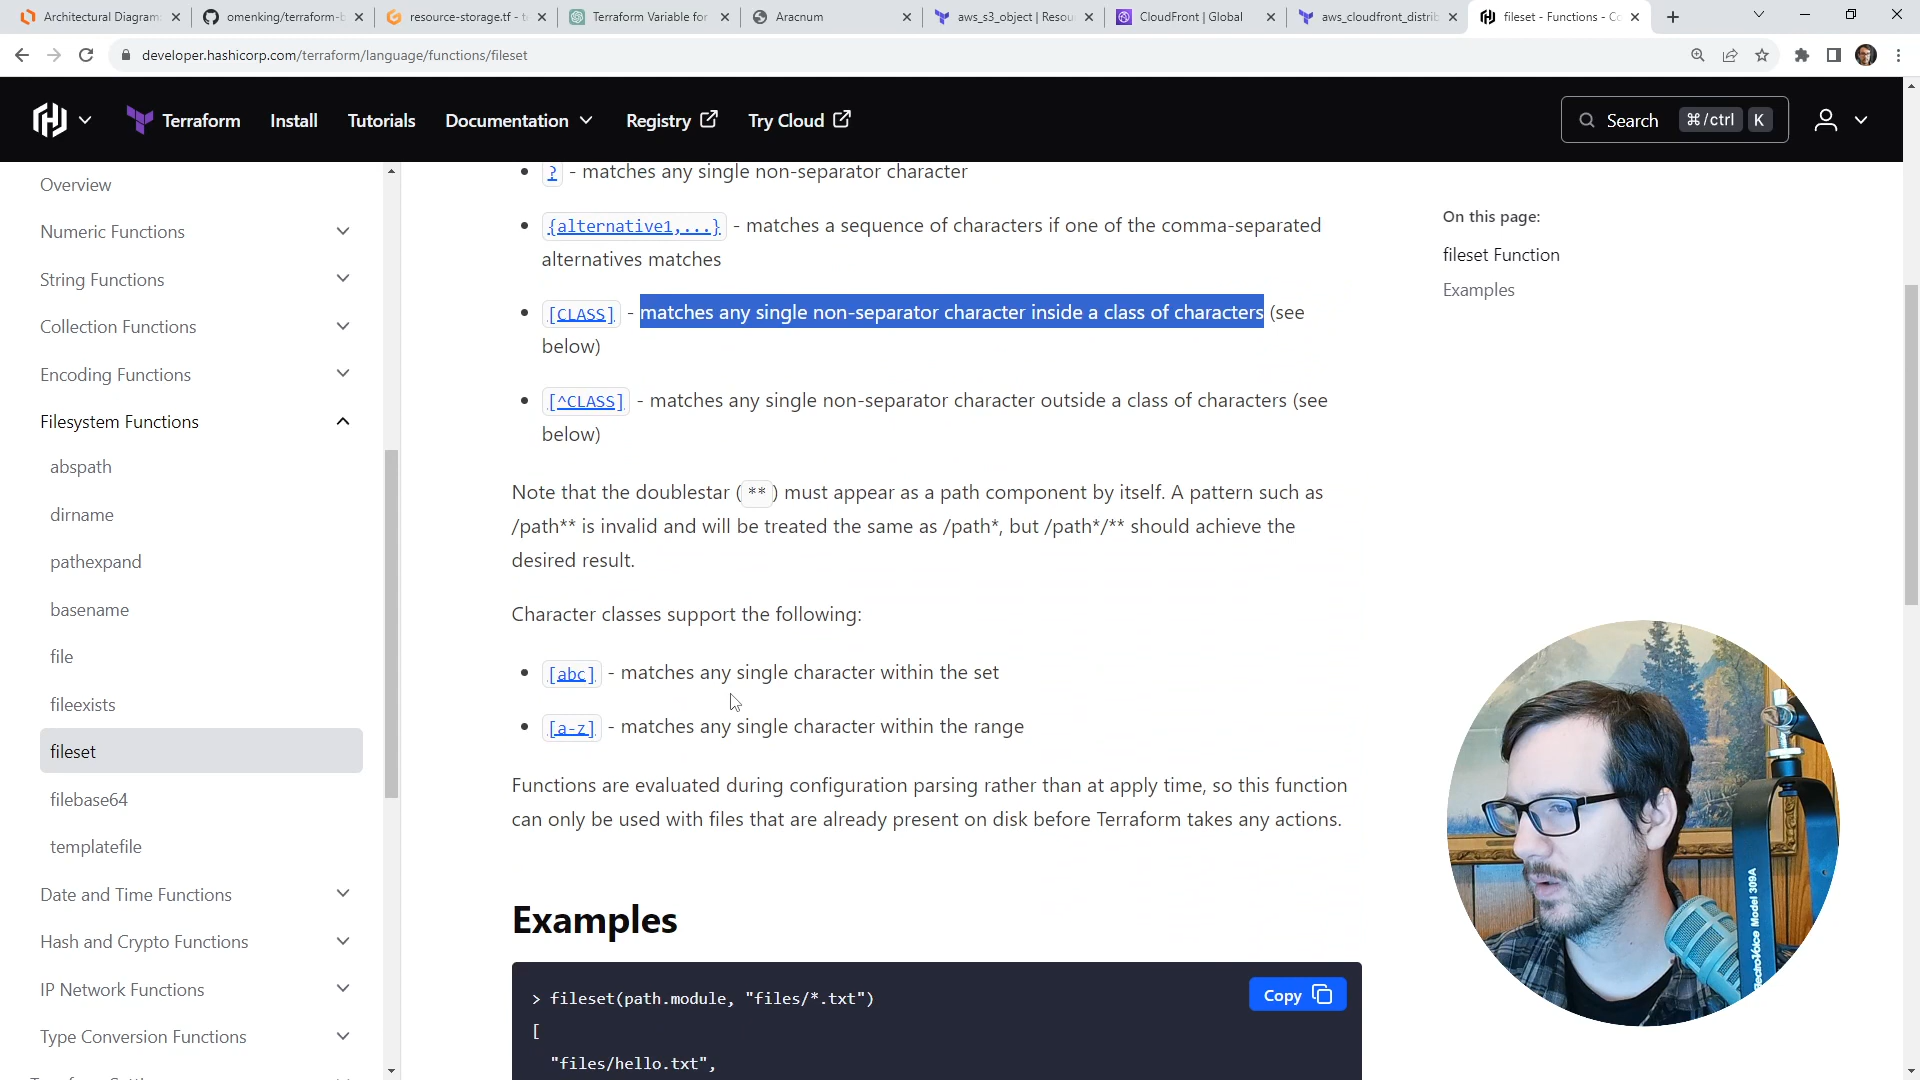 Architectural Diagram:
omenking/terraform-b
resource-storage.tf - t
Terraform Variable for
Aracnum
aws_s3_object | Resou
CloudFront | Global
aws_cloudfront_distrib
fileset - Functions - Co
developer.hashicorp.com/terraform/language/functions/fileset
Terraform
Install
Tutorials
Documentation
Registry
Try Cloud
Search
⌘/ctrl
K
Overview
Numeric Functions
String Functions
Collection Functions
Encoding Functions
Filesystem Functions
abspath
dirname
pathexpand
basename
file
fileexists
fileset
filebase64
templatefile
Date and Time Functions
Hash and Crypto Functions
IP Network Functions
Type Conversion Functions
? - matches any single non-separator character
{alternative1,...} - matches a sequence of characters if one of the comma-separated
alternatives matches
[CLASS] - matches any single non-separator character inside a class of characters (see
below)
[^CLASS] - matches any single non-separator character outside a class of characters (see
below)
Note that the doublestar ( ** ) must appear as a path component by itself. A pattern such as
/path** is invalid and will be treated the same as /path*, but /path*/** should achieve the
desired result.
Character classes support the following:
[abc] - matches any single character within the set
[a-z] - matches any single character within the range
Functions are evaluated during configuration parsing rather than at apply time, so this function
can only be used with files that are already present on disk before Terraform takes any actions.
Examples
Copy
> fileset(path.module, "files/*.txt")
[
"files/hello.txt",
On this page:
fileset Function
Examples
ElectroVoice Model 309A